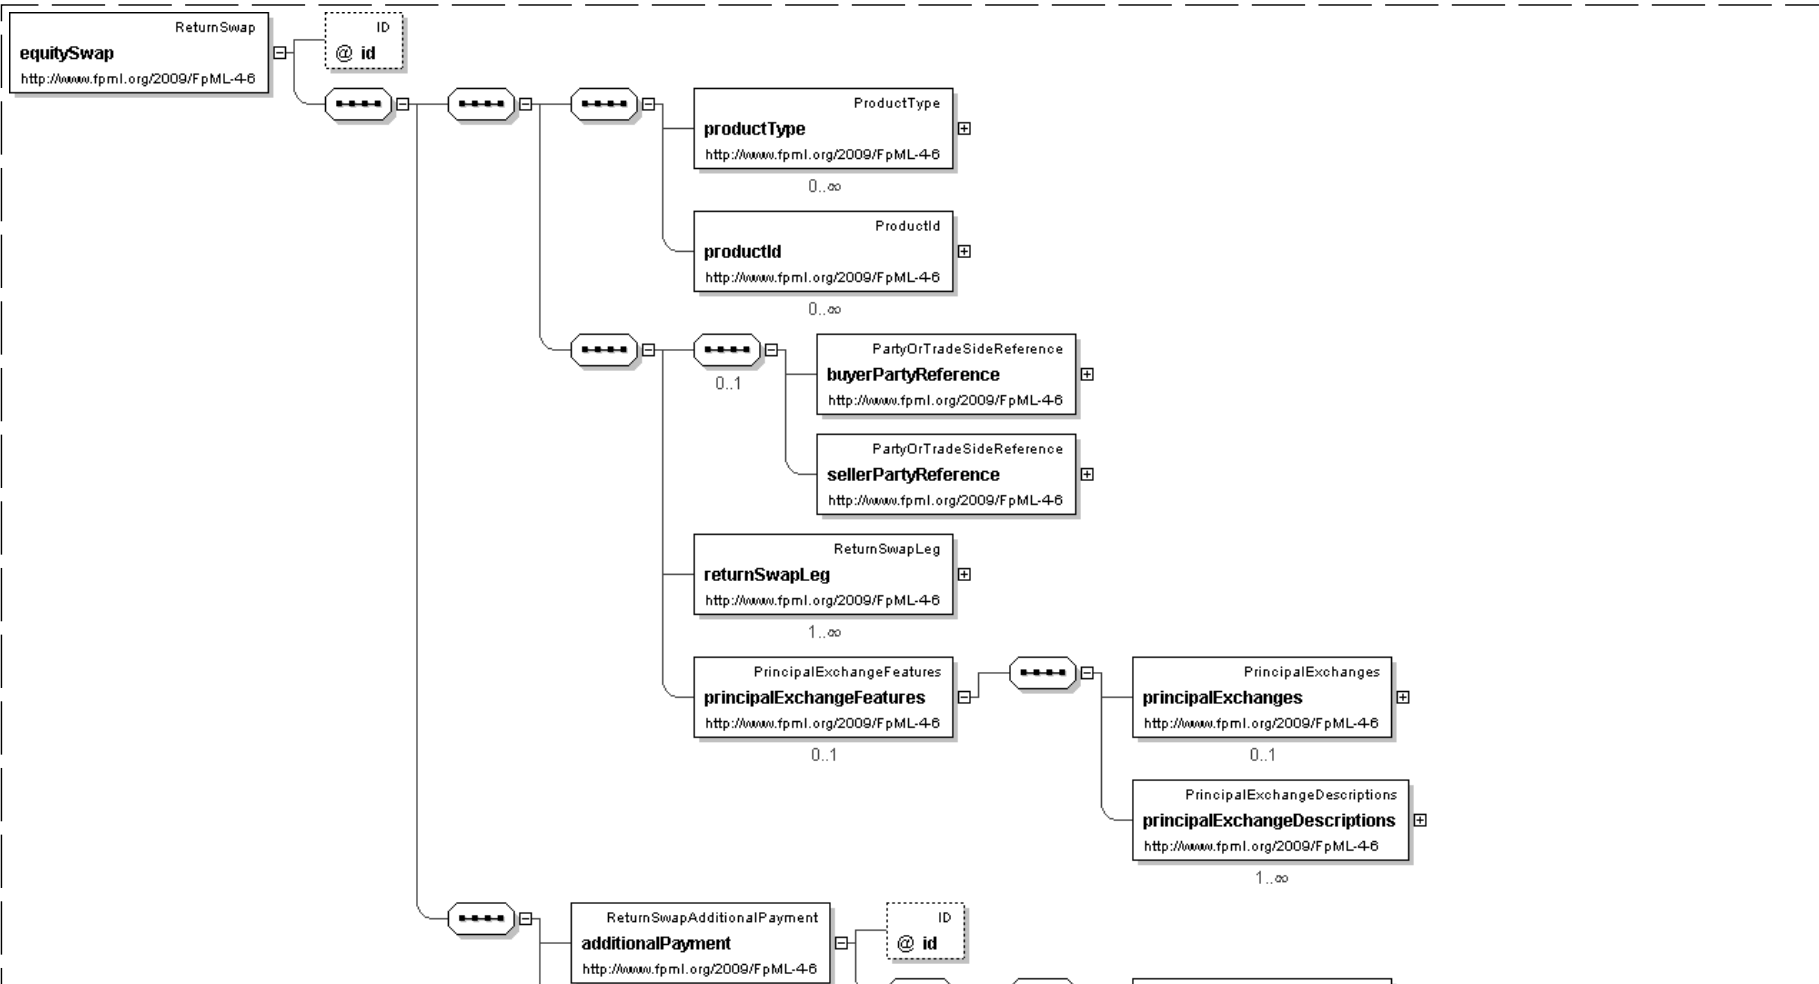 ReturnSwap
equitySwap
http://www.fpml.org/2009/FpML-4-6
ID
@ id
ProductType
productType
http://www.fpml.org/2009/FpML-4-6
0..∞
ProductId
productId
http://www.fpml.org/2009/FpML-4-6
0..∞
0..1
PartyOrTradeSideReference
buyerPartyReference
http://www.fpml.org/2009/FpML-4-6
PartyOrTradeSideReference
sellerPartyReference
http://www.fpml.org/2009/FpML-4-6
ReturnSwapLeg
returnSwapLeg
http://www.fpml.org/2009/FpML-4-6
1..∞
PrincipalExchangeFeatures
principalExchangeFeatures
http://www.fpml.org/2009/FpML-4-6
0..1
PrincipalExchanges
principalExchanges
http://www.fpml.org/2009/FpML-4-6
0..1
PrincipalExchangeDescriptions
principalExchangeDescriptions
http://www.fpml.org/2009/FpML-4-6
1..∞
ReturnSwapAdditionalPayment
additionalPayment
http://www.fpml.org/2009/FpML-4-6
ID
@ id